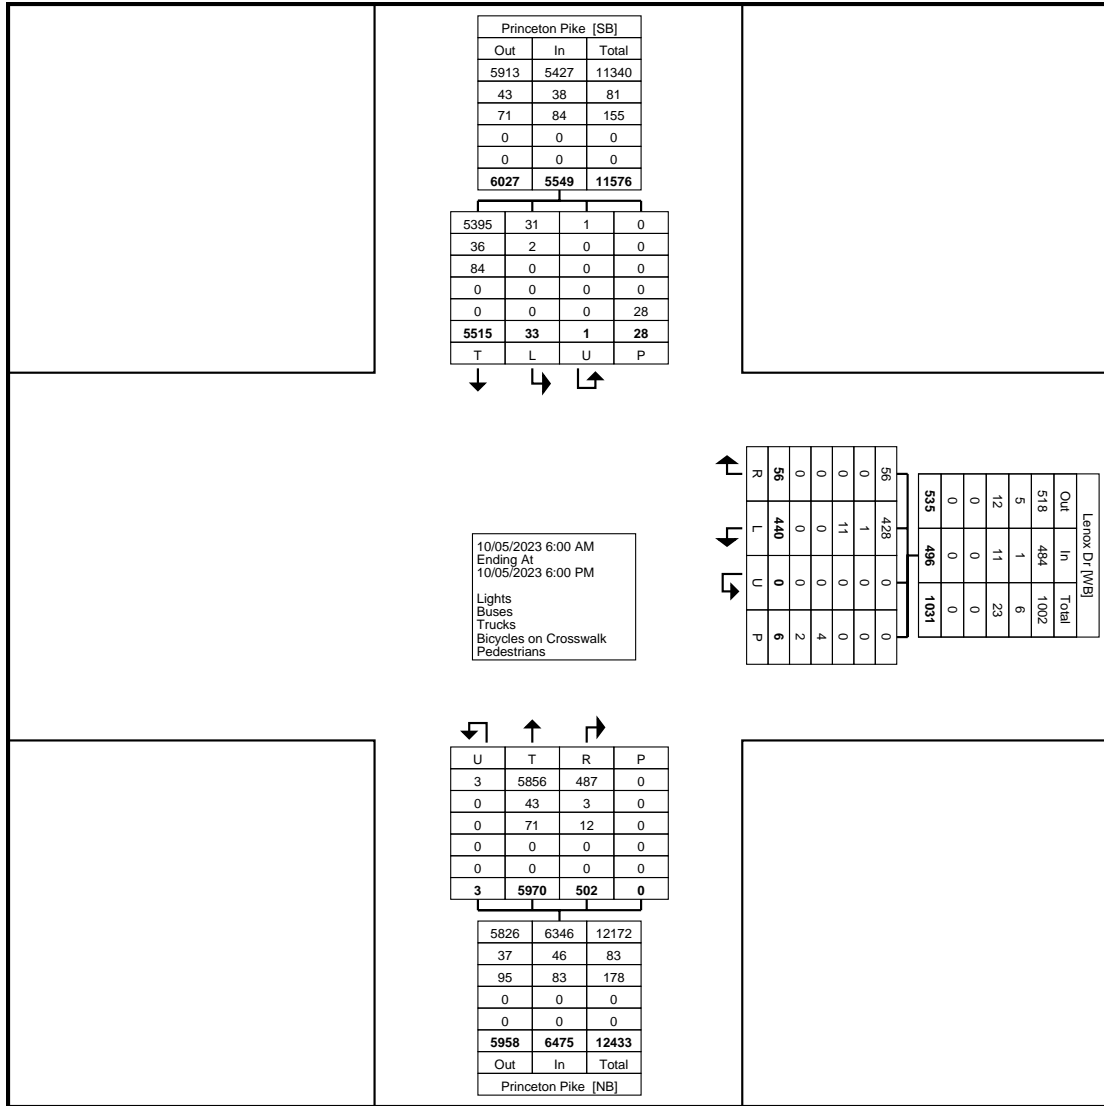 Princeton Pike [SB]
Out In Total
5913 5427 11340
43 38 81
71 84 155
0 0 0
0 0 0
6027 5549 11576
5395 31 1 0
36 2 0 0
84 0 0 0
0 0 0 0
0 0 0 28
5515 33 1 28
T L U P
Lenox Dr [WB]
Out In Total
518 484 1002
5 1 6
12 11 23
0 0 0
0 0 0
535 496 1031
56 428 0 0
0 1 0 0
0 11 0 0
0 0 0 4
0 0 0 2
56 440 0 6
R L U P
10/05/2023 6:00 AM
Ending At
10/05/2023 6:00 PM
Lights
Buses
Trucks
Bicycles on Crosswalk
Pedestrians
U T R P
3 5856 487 0
0 43 3 0
0 71 12 0
0 0 0 0
0 0 0 0
3 5970 502 0
5826 6346 12172
37 46 83
95 83 178
0 0 0
0 0 0
5958 6475 12433
Out In Total
Princeton Pike [NB]